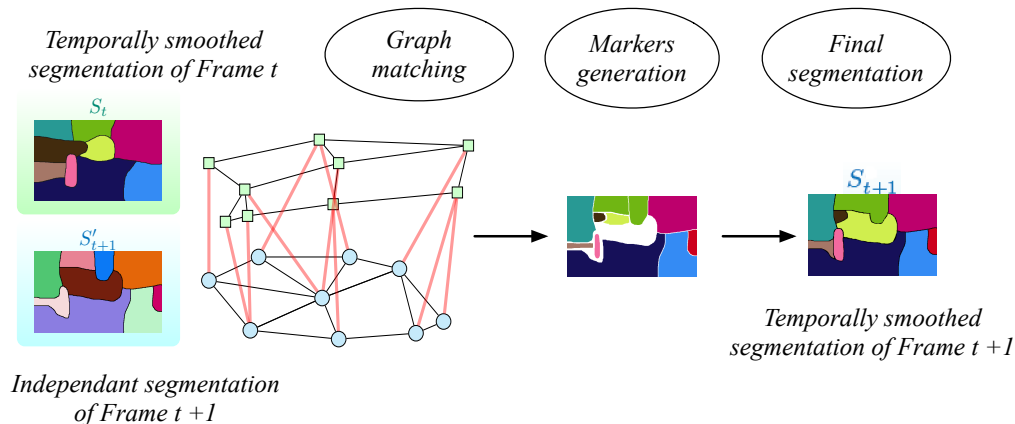 Temporally smoothed
segmentation of Frame t
Graph
matching
Markers
generation
Final
segmentation
S_t
S'_{t+1}
S_{t+1}
Independant segmentation
of Frame t +1
Temporally smoothed
segmentation of Frame t +1